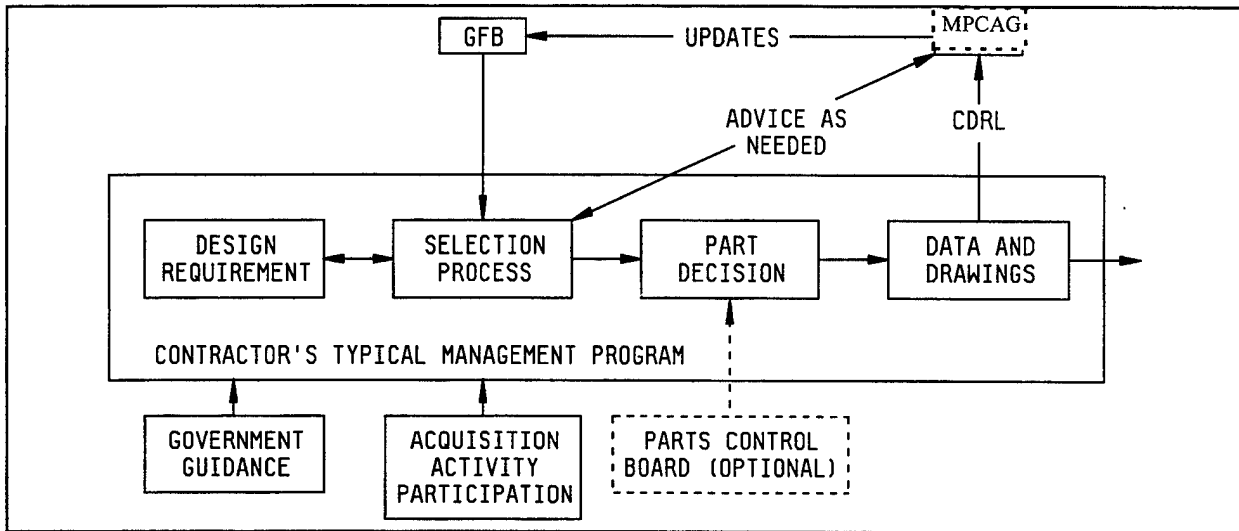 GFB
UPDATES
MPCAG
ADVICE AS
NEEDED
CDRL
DESIGN
REQUIREMENT
SELECTION
PROCESS
PART
DECISION
DATA AND
DRAWINGS
CONTRACTOR'S TYPICAL MANAGEMENT PROGRAM
GOVERNMENT
GUIDANCE
ACQUISITION
ACTIVITY
PARTICIPATION
PARTS CONTROL
BOARD (OPTIONAL)